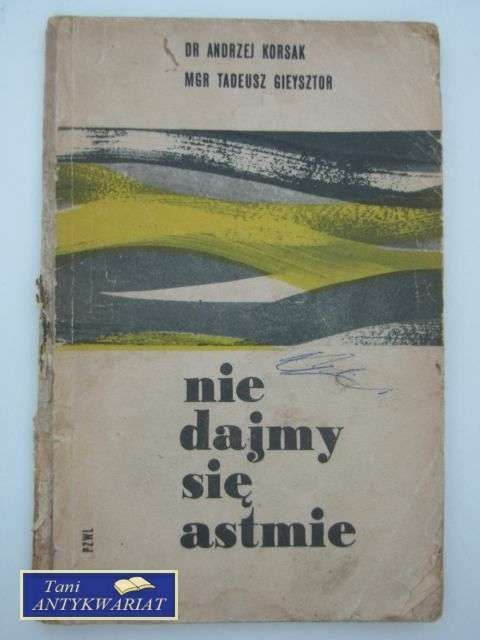 DR ANDRZEJ KORSAK
MGR TADEUSZ GIEYSZTOR
nie
dajmy
się
astmie
PZWL
Tani
ANTYKWARIAT